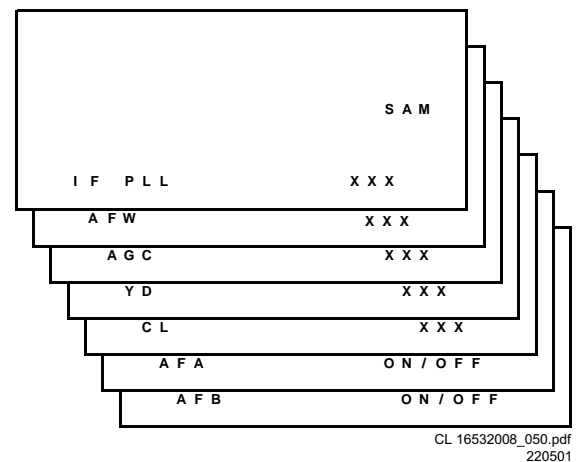 SAM
IF PLL XXX
AFW XXX
AGC XXX
YD XXX
CL XXX
AFA ON/OFF
AFB ON/OFF
CL 16532008_050.pdf
220501